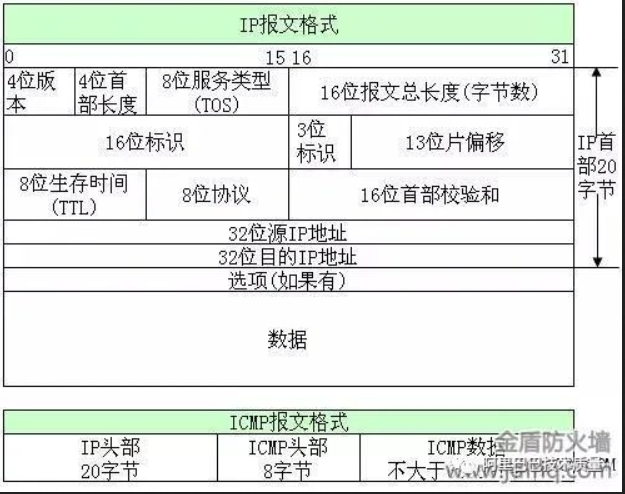 IP报文格式
0 15 16 31
4位版本 4位首部长度 8位服务类型(TOS) 16位报文总长度(字节数)
16位标识 3位标识 13位片偏移
8位生存时间(TTL) 8位协议 16位首部校验和
32位源IP地址
32位目的IP地址
选项(如果有)
数据
IP首部20字节
ICMP报文格式
IP头部 ICMP头部 ICMP数据
20字节 8字节 不大于
金盾防火墙